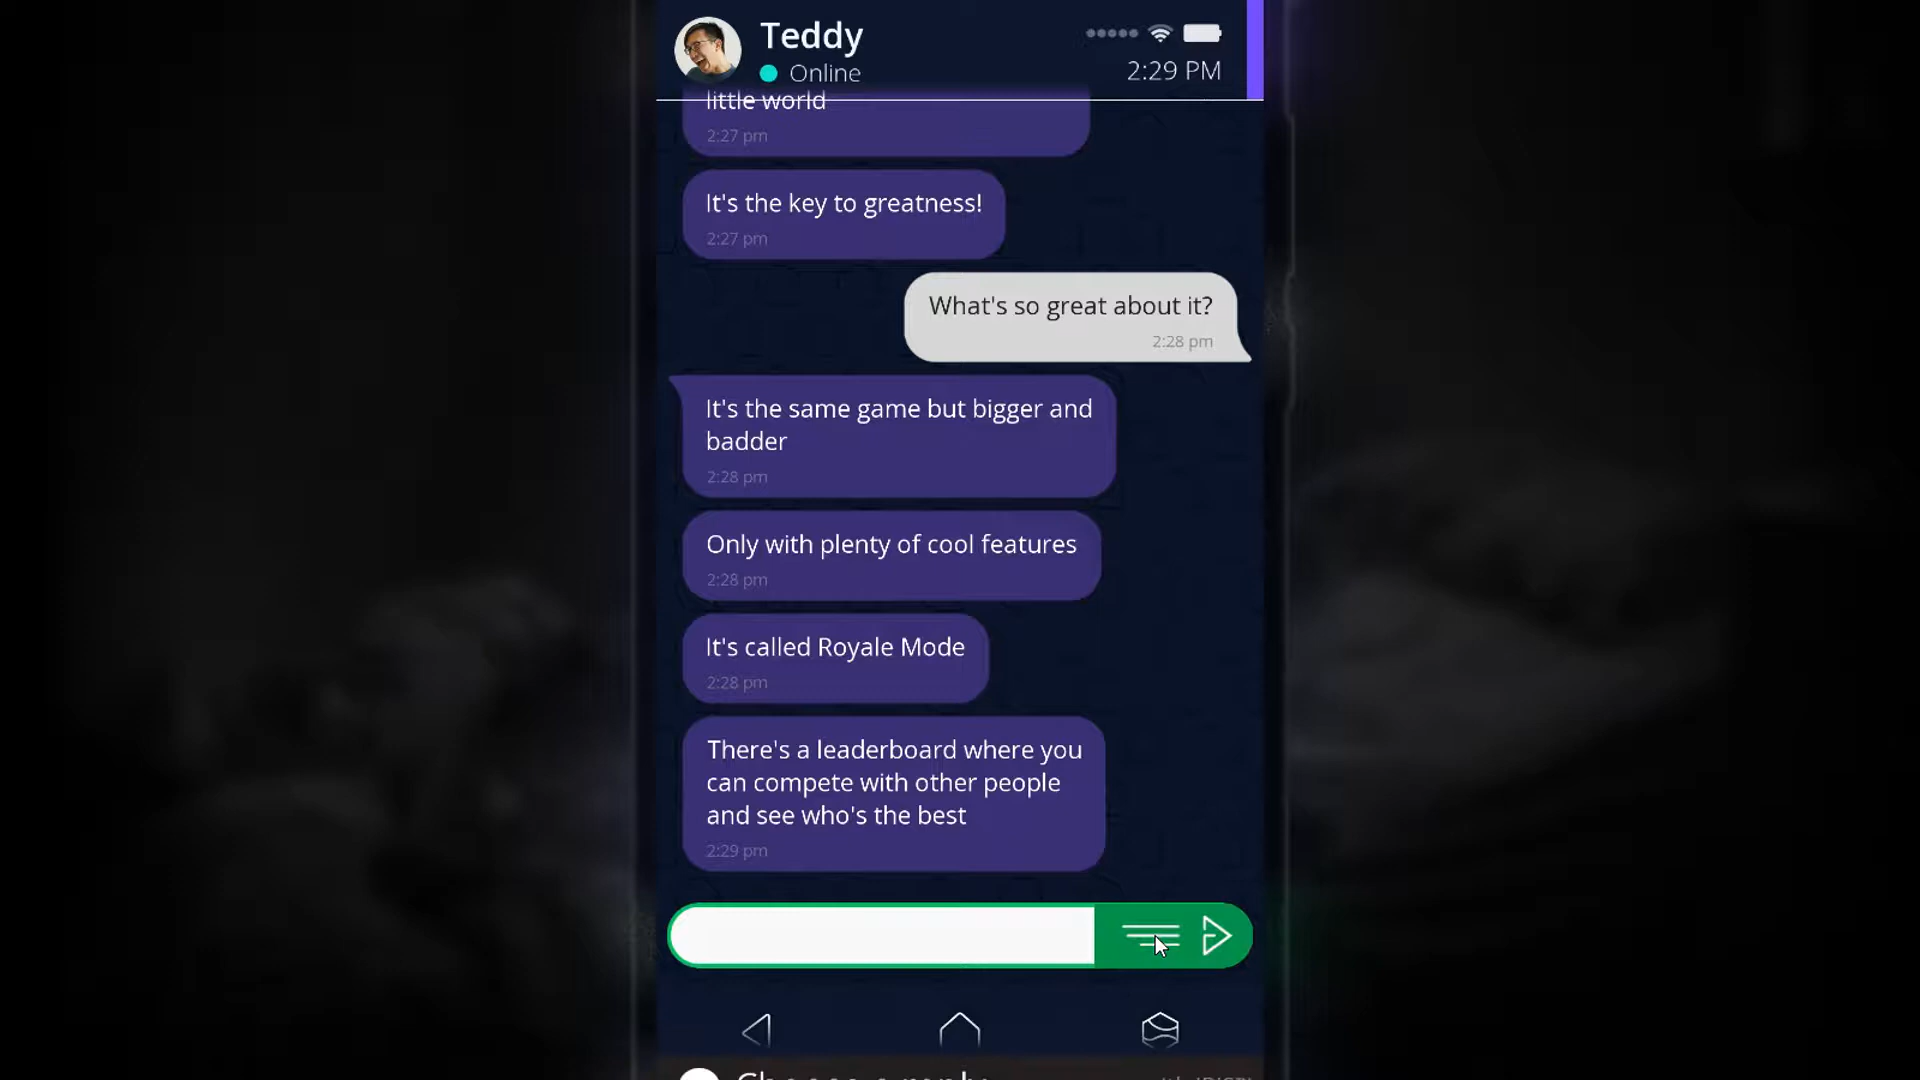 Teddy
Online
2:29 PM
little world
2:27 pm
It's the key to greatness!
2:27 pm
What's so great about it?
2:28 pm
It's the same game but bigger and
badder
2:28 pm
Only with plenty of cool features
2:28 pm
It's called Royale Mode
2:28 pm
There's a leaderboard where you
can compete with other people
and see who's the best
2:29 pm
Choose a reply